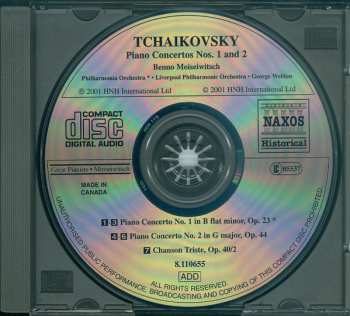 TCHAIKOVSKY
Piano Concertos Nos. 1 and 2
Benno Moiseiwitsch
Philharmonia Orchestra * • Liverpool Philharmonic Orchestra • George Weldon
℗ 2001 HNH International Ltd
© 2001 HNH International Ltd
COMPACT
disc
DIGITAL AUDIO
NAXOS
Historical
Great Pianists • Moiseiwitsch
MADE IN
CANADA
1-3 Piano Concerto No. 1 in B flat minor, Op. 23 *
4-6 Piano Concerto No. 2 in G major, Op. 44
7 Chanson Triste, Op. 40/2
8.110655
ADD
UNAUTHORISED PUBLIC PERFORMANCE, BROADCASTING AND COPYING OF THIS COMPACT DISC PROHIBITED.
ALL RIGHTS RESERVED.